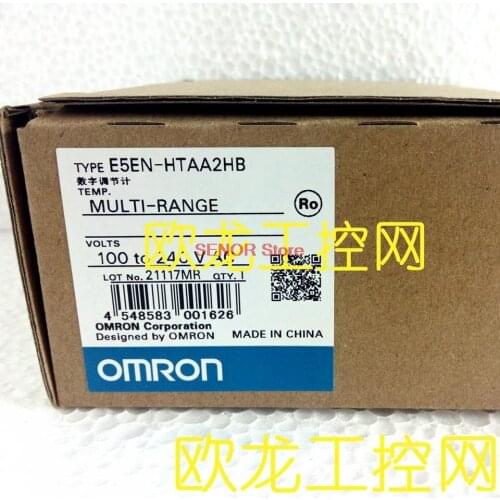 TYPE E5EN-HTAA2HB
数字调节计
TEMP.
MULTI-RANGE
Ro
欧龙工控网
VOLTS
SENOR Store
100 to 240 V AC
LOT No. 21117MR QTY. 1
4 548583 001626
OMRON Corporation
Designed by OMRON
MADE IN CHINA
OMRON
欧龙工控网